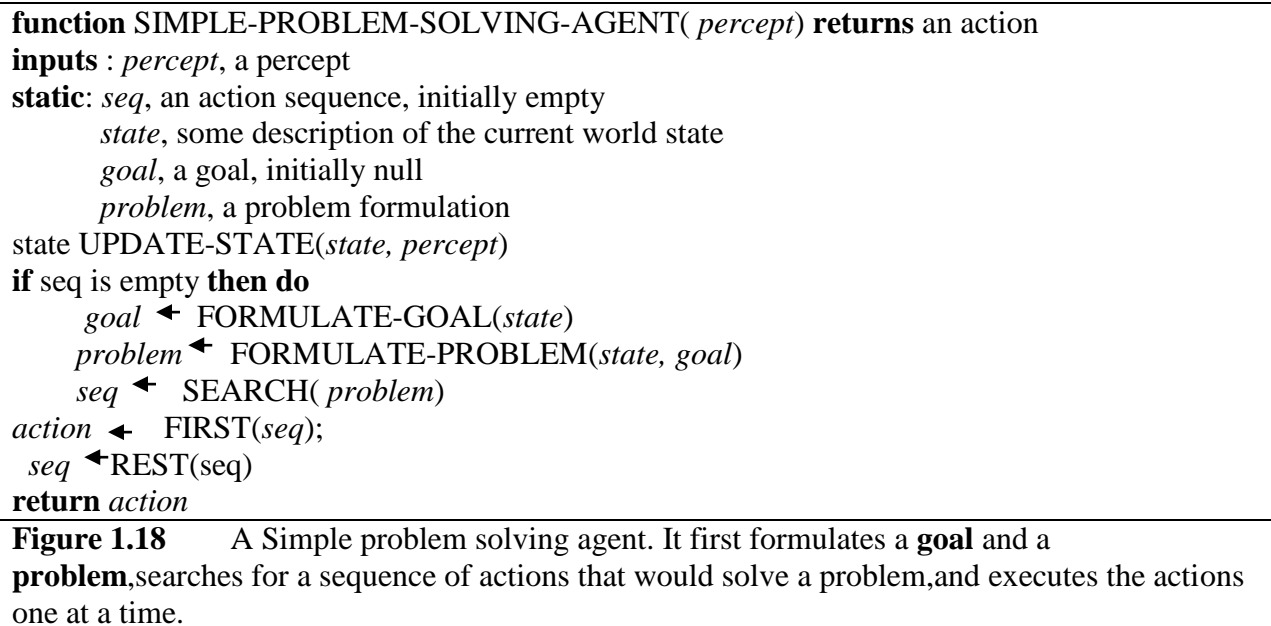 function SIMPLE-PROBLEM-SOLVING-AGENT( percept) returns an action
inputs : percept, a percept
static: seq, an action sequence, initially empty
state, some description of the current world state
goal, a goal, initially null
problem, a problem formulation
state UPDATE-STATE(state, percept)
if seq is empty then do
goal ← FORMULATE-GOAL(state)
problem ← FORMULATE-PROBLEM(state, goal)
seq ← SEARCH( problem)
action ← FIRST(seq);
seq ← REST(seq)
return action
Figure 1.18 A Simple problem solving agent. It first formulates a goal and a
problem,searches for a sequence of actions that would solve a problem,and executes the actions
one at a time.